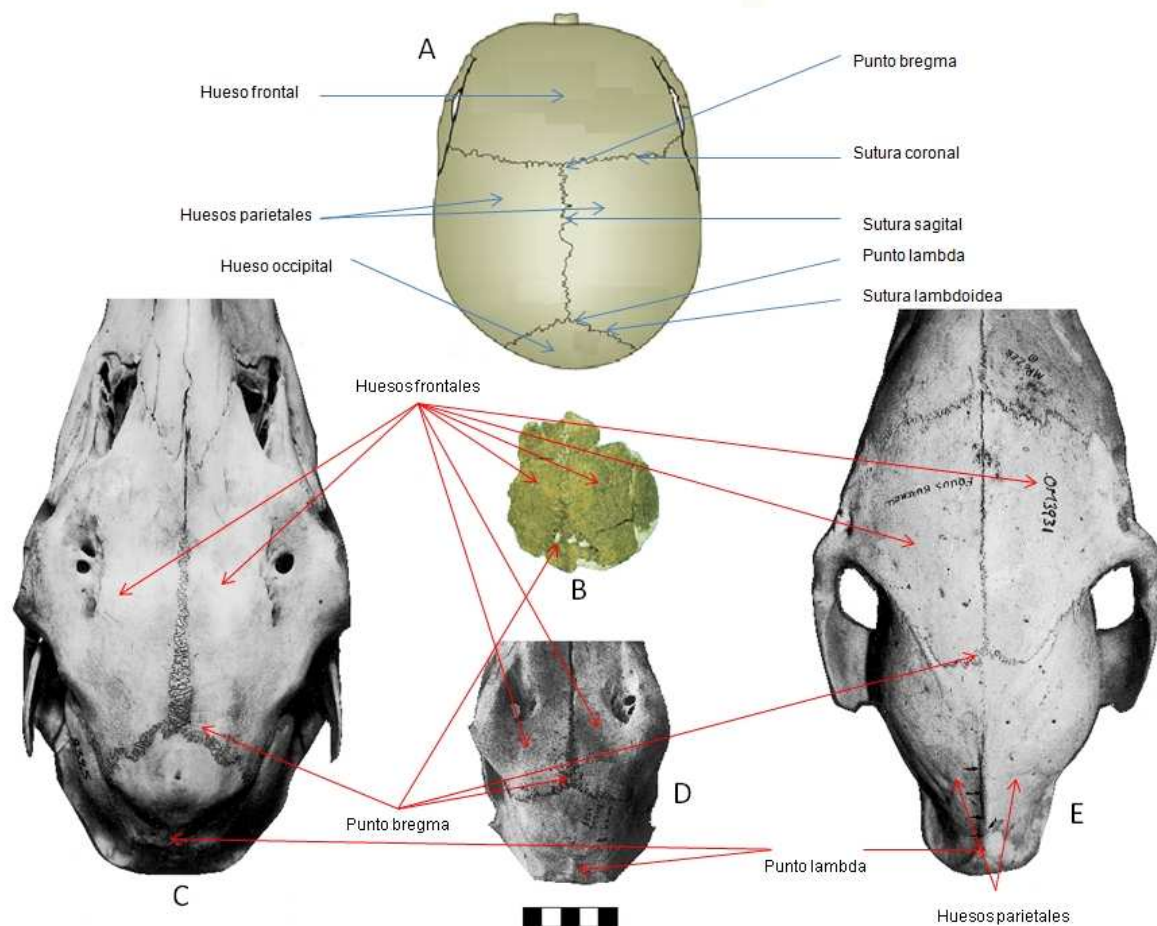 A
Punto bregma
Hueso frontal
Sutura coronal
Huesos parietales
Sutura sagital
Punto lambda
Hueso occipital
Sutura lambdoidea
Huesos frontales
B
OM3931
D
E
Punto bregma
Punto lambda
C
Huesos parietales